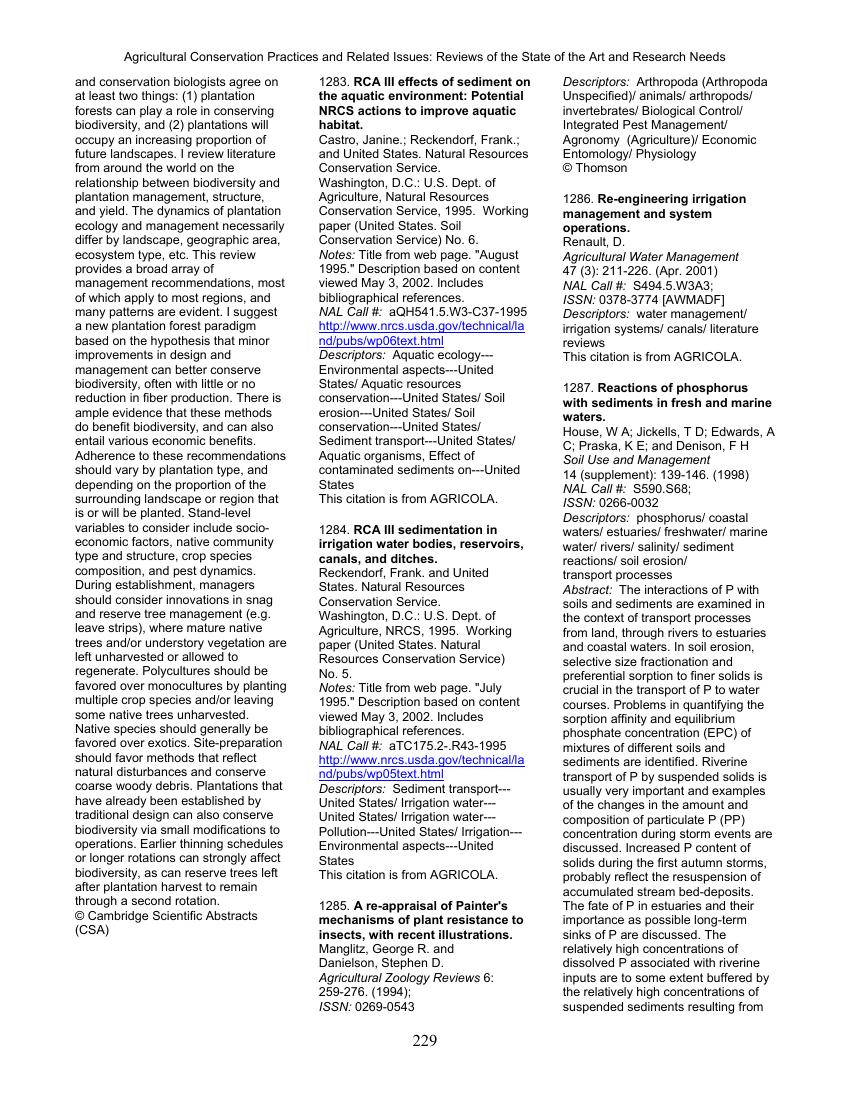 Agricultural Conservation Practices and Related Issues: Reviews of the State of the Art and Research Needs
and conservation biologists agree on
at least two things: (1) plantation
forests can play a role in conserving
biodiversity, and (2) plantations will
occupy an increasing proportion of
future landscapes. I review literature
from around the world on the
relationship between biodiversity and
plantation management, structure,
and yield. The dynamics of plantation
ecology and management necessarily
differ by landscape, geographic area,
ecosystem type, etc. This review
provides a broad array of
management recommendations, most
of which apply to most regions, and
many patterns are evident. I suggest
a new plantation forest paradigm
based on the hypothesis that minor
improvements in design and
management can better conserve
biodiversity, often with little or no
reduction in fiber production. There is
ample evidence that these methods
do benefit biodiversity, and can also
entail various economic benefits.
Adherence to these recommendations
should vary by plantation type, and
depending on the proportion of the
surrounding landscape or region that
is or will be planted. Stand-level
variables to consider include socio-
economic factors, native community
type and structure, crop species
composition, and pest dynamics.
During establishment, managers
should consider innovations in snag
and reserve tree management (e.g.
leave strips), where mature native
trees and/or understory vegetation are
left unharvested or allowed to
regenerate. Polycultures should be
favored over monocultures by planting
multiple crop species and/or leaving
some native trees unharvested.
Native species should generally be
favored over exotics. Site-preparation
should favor methods that reflect
natural disturbances and conserve
coarse woody debris. Plantations that
have already been established by
traditional design can also conserve
biodiversity via small modifications to
operations. Earlier thinning schedules
or longer rotations can strongly affect
biodiversity, as can reserve trees left
after plantation harvest to remain
through a second rotation.
© Cambridge Scientific Abstracts
(CSA)
1283. RCA III effects of sediment on
the aquatic environment: Potential
NRCS actions to improve aquatic
habitat.
Castro, Janine.; Reckendorf, Frank.;
and United States. Natural Resources
Conservation Service.
Washington, D.C.: U.S. Dept. of
Agriculture, Natural Resources
Conservation Service, 1995. Working
paper (United States. Soil
Conservation Service) No. 6.
Notes: Title from web page. "August
1995." Description based on content
viewed May 3, 2002. Includes
bibliographical references.
NAL Call #: aQH541.5.W3-C37-1995
http://www.nrcs.usda.gov/technical/la
nd/pubs/wp06text.html
Descriptors: Aquatic ecology---
Environmental aspects---United
States/ Aquatic resources
conservation---United States/ Soil
erosion---United States/ Soil
conservation---United States/
Sediment transport---United States/
Aquatic organisms, Effect of
contaminated sediments on---United
States
This citation is from AGRICOLA.
1284. RCA III sedimentation in
irrigation water bodies, reservoirs,
canals, and ditches.
Reckendorf, Frank. and United
States. Natural Resources
Conservation Service.
Washington, D.C.: U.S. Dept. of
Agriculture, NRCS, 1995. Working
paper (United States. Natural
Resources Conservation Service)
No. 5.
Notes: Title from web page. "July
1995." Description based on content
viewed May 3, 2002. Includes
bibliographical references.
NAL Call #: aTC175.2-.R43-1995
http://www.nrcs.usda.gov/technical/la
nd/pubs/wp05text.html
Descriptors: Sediment transport---
United States/ Irrigation water---
United States/ Irrigation water---
Pollution---United States/ Irrigation---
Environmental aspects---United
States
This citation is from AGRICOLA.
1285. A re-appraisal of Painter's
mechanisms of plant resistance to
insects, with recent illustrations.
Manglitz, George R. and
Danielson, Stephen D.
Agricultural Zoology Reviews 6:
259-276. (1994);
ISSN: 0269-0543
Descriptors: Arthropoda (Arthropoda
Unspecified)/ animals/ arthropods/
invertebrates/ Biological Control/
Integrated Pest Management/
Agronomy (Agriculture)/ Economic
Entomology/ Physiology
© Thomson
1286. Re-engineering irrigation
management and system
operations.
Renault, D.
Agricultural Water Management
47 (3): 211-226. (Apr. 2001)
NAL Call #: S494.5.W3A3;
ISSN: 0378-3774 [AWMADF]
Descriptors: water management/
irrigation systems/ canals/ literature
reviews
This citation is from AGRICOLA.
1287. Reactions of phosphorus
with sediments in fresh and marine
waters.
House, W A; Jickells, T D; Edwards, A
C; Praska, K E; and Denison, F H
Soil Use and Management
14 (supplement): 139-146. (1998)
NAL Call #: S590.S68;
ISSN: 0266-0032
Descriptors: phosphorus/ coastal
waters/ estuaries/ freshwater/ marine
water/ rivers/ salinity/ sediment
reactions/ soil erosion/
transport processes
Abstract: The interactions of P with
soils and sediments are examined in
the context of transport processes
from land, through rivers to estuaries
and coastal waters. In soil erosion,
selective size fractionation and
preferential sorption to finer solids is
crucial in the transport of P to water
courses. Problems in quantifying the
sorption affinity and equilibrium
phosphate concentration (EPC) of
mixtures of different soils and
sediments are identified. Riverine
transport of P by suspended solids is
usually very important and examples
of the changes in the amount and
composition of particulate P (PP)
concentration during storm events are
discussed. Increased P content of
solids during the first autumn storms,
probably reflect the resuspension of
accumulated stream bed-deposits.
The fate of P in estuaries and their
importance as possible long-term
sinks of P are discussed. The
relatively high concentrations of
dissolved P associated with riverine
inputs are to some extent buffered by
the relatively high concentrations of
suspended sediments resulting from
229